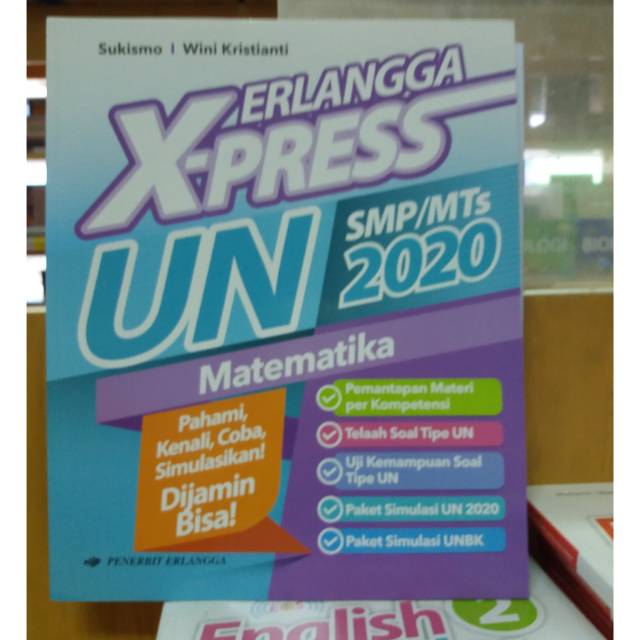 Sukismo | Wini Kristianti
ERLANGGA
X-PRESS
UN
SMP/MTs
2020
Matematika
Pahami,
Kenali, Coba,
Simulasikan!
Dijamin
Bisa!
Pemantapan Materi
per Kompetensi
Telaah Soal Tipe UN
Uji Kemampuan Soal
Tipe UN
Paket Simulasi UN 2020
Paket Simulasi UNBK
PENERBIT ERLANGGA
English
2